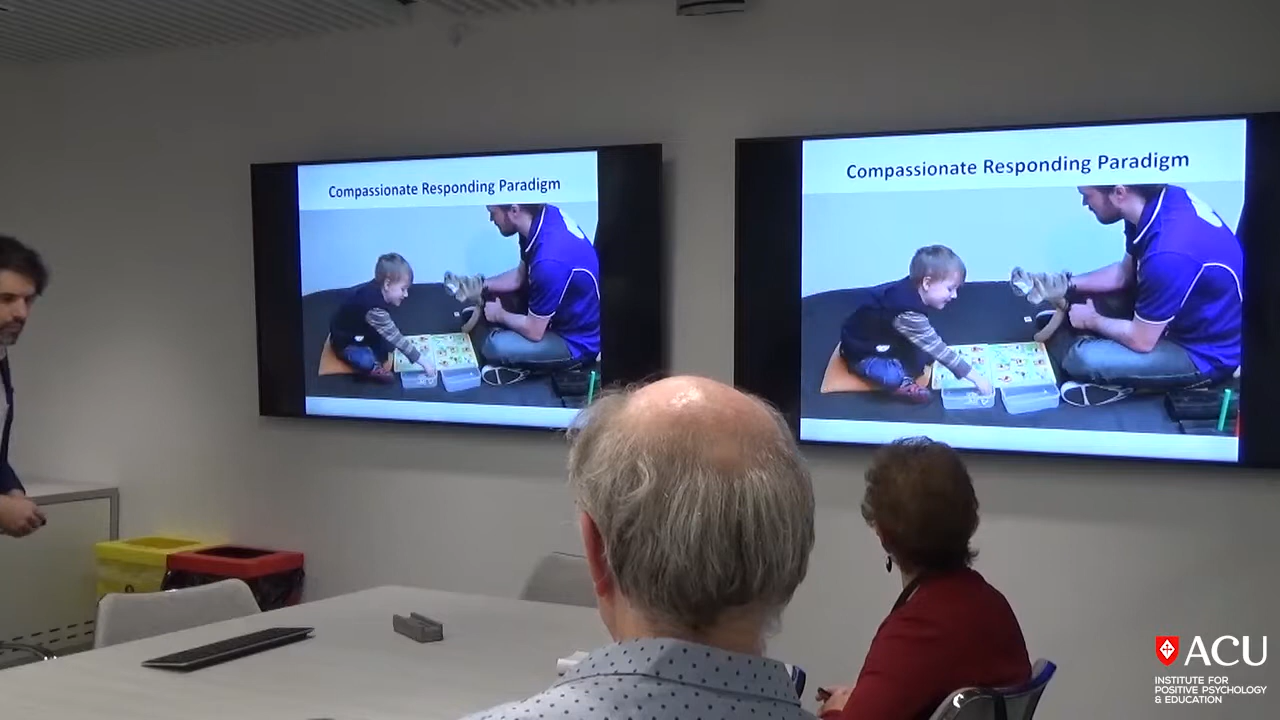 Compassionate Responding Paradigm
Compassionate Responding Paradigm
ACU
INSTITUTE FOR
POSITIVE PSYCHOLOGY
& EDUCATION